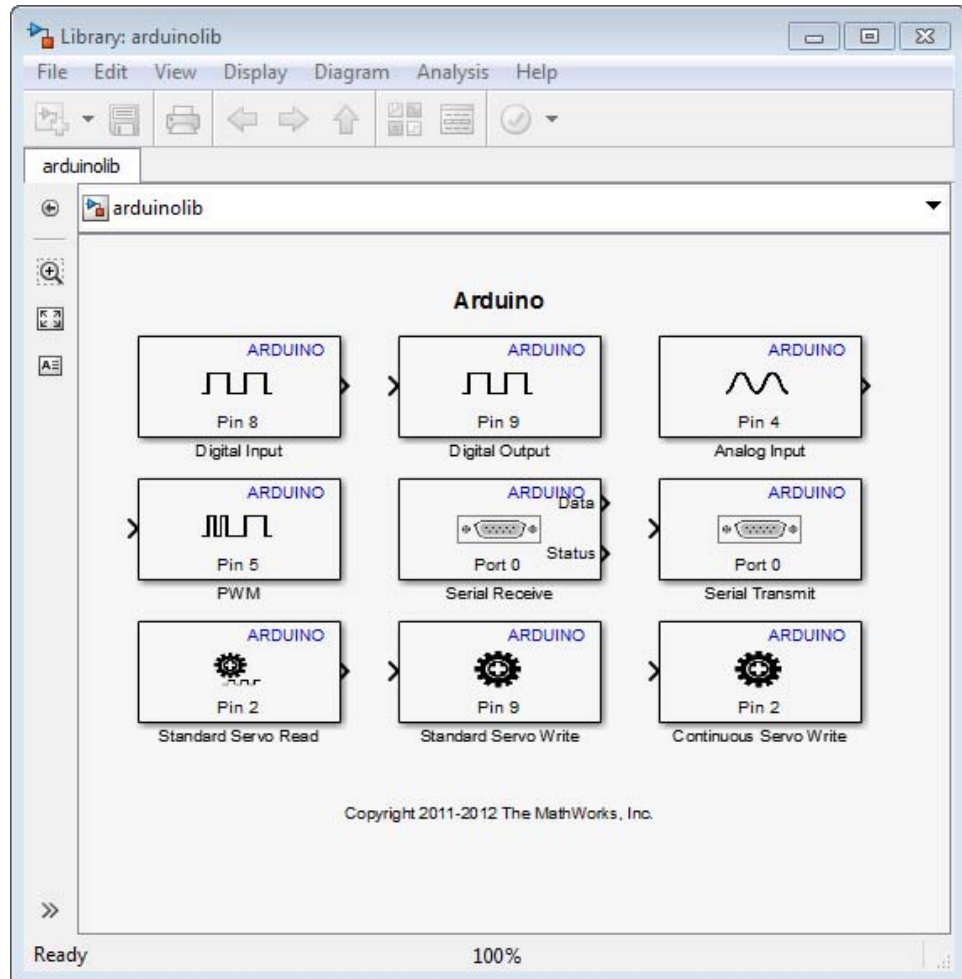 Library: arduinolib
File Edit View Display Diagram Analysis Help
arduinolib
arduinolib
Arduino
ARDUINO ARDUINO ARDUINO
Pin 8 Pin 9 Pin 4
Digital Input Digital Output Analog Input
ARDUINO ARDUINO ARDUINO
Data
Status
Pin 5 Port 0 Port 0
PWM Serial Receive Serial Transmit
ARDUINO ARDUINO ARDUINO
Pin 2 Pin 9 Pin 2
Standard Servo Read Standard Servo Write Continuous Servo Write
Copyright 2011-2012 The MathWorks, Inc.
Ready 100%